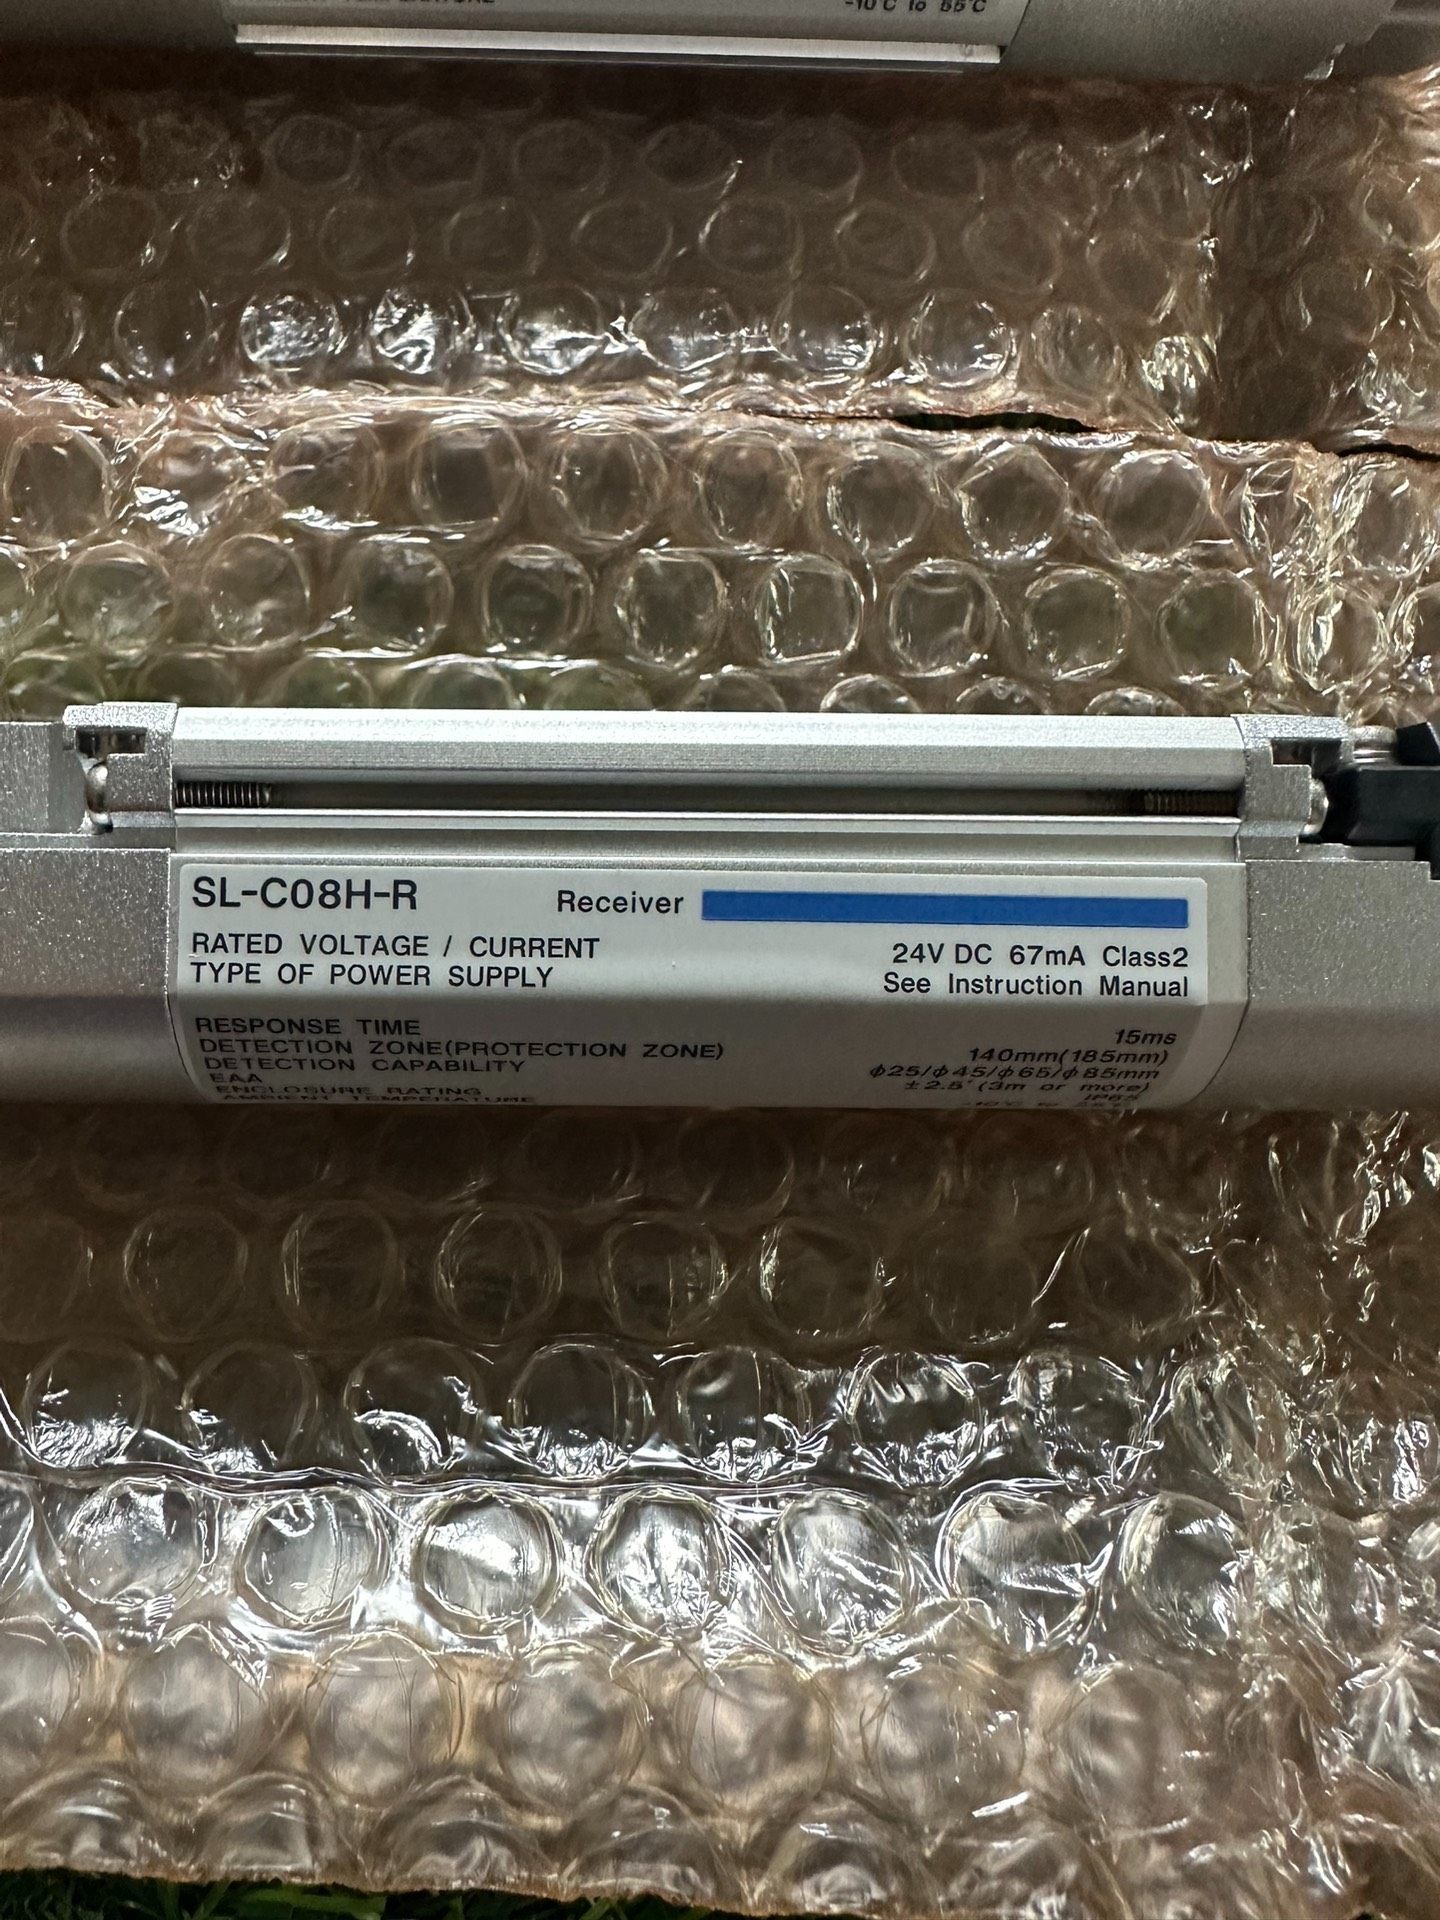 -10°C to 55°C
SL-C08H-R Receiver
RATED VOLTAGE / CURRENT 24V DC 67mA Class2
TYPE OF POWER SUPPLY See Instruction Manual
RESPONSE TIME 15ms
DETECTION ZONE(PROTECTION ZONE) 140mm(185mm)
DETECTION CAPABILITY ϕ25/ϕ45/ϕ65/ϕ85mm
EAA ±2.5° (3m or more)
ENCLOSURE RATING IP65
AMBIENT TEMPERATURE